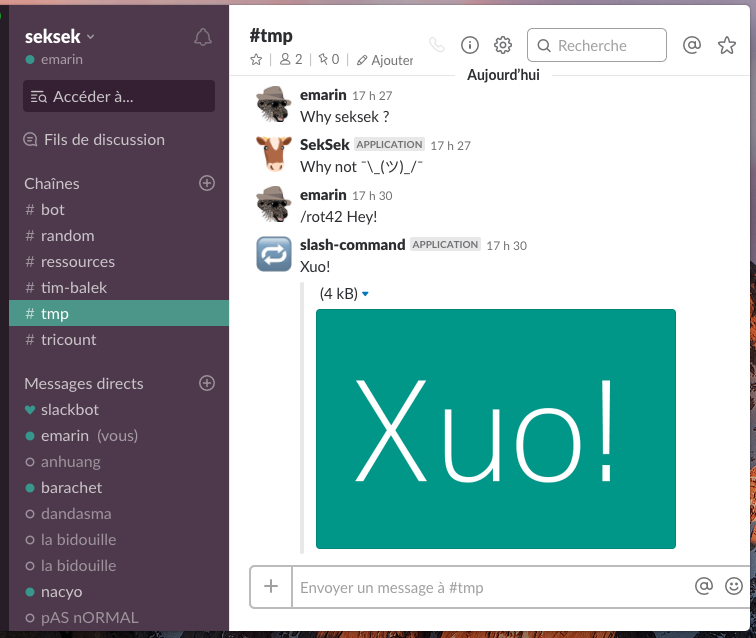 seksek
emarin
Accéder à...
Fils de discussion
Chaînes
# bot
# random
# ressources
# tim-balek
# tmp
# tricount
Messages directs
slackbot
emarin (vous)
anhuang
barachet
dandasma
la bidouille
la bidouille
nacyo
pAS nORMAL
#tmp
2 | 0 | Ajouter
Recherche
Aujourd'hui
emarin 17 h 27
Why seksek ?
SekSek APPLICATION 17 h 27
Why not ¯\_(ツ)_/¯
emarin 17 h 30
/rot42 Hey!
slash-command APPLICATION 17 h 30
Xuo!
(4 kB)
Xuo!
Envoyer un message à #tmp